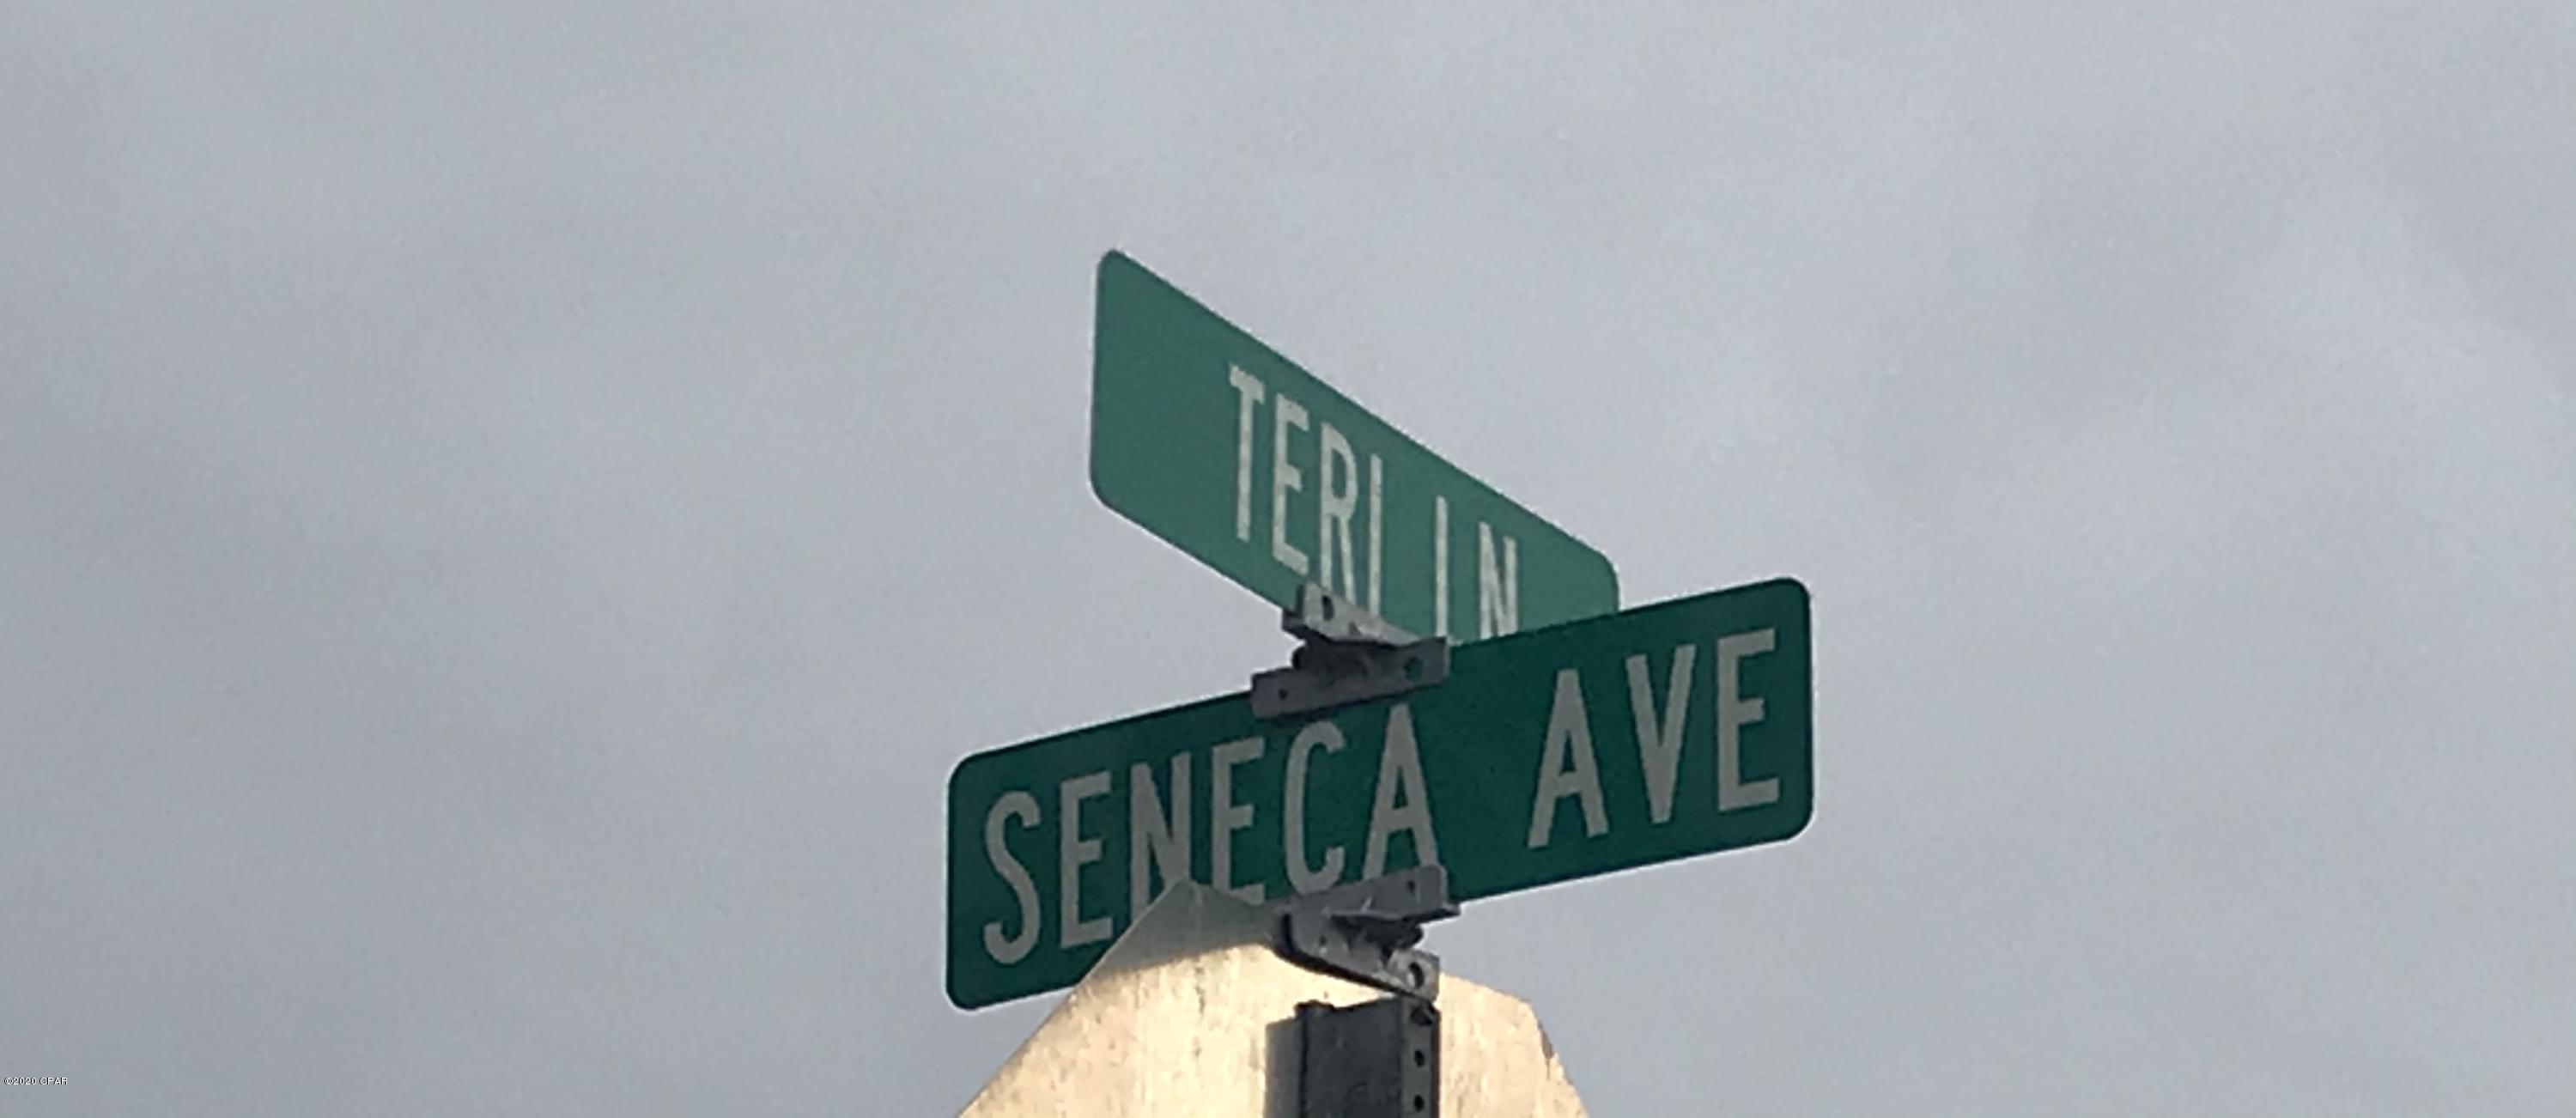 TERI LN
SENECA AVE
©2020 CPAR